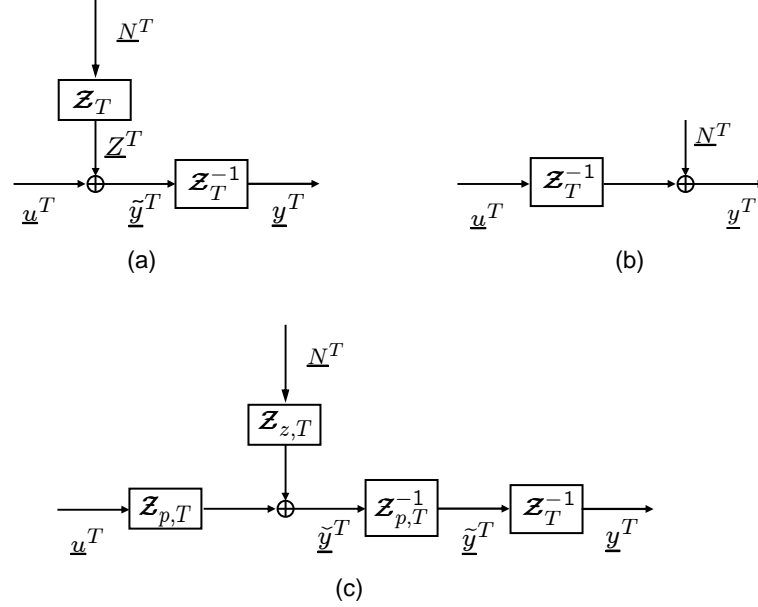 N^T
𝒵_T
Z^T
u^T
ỹ^T
𝒵_T^{-1}
y^T
(a)
N^T
𝒵_T^{-1}
u^T
y^T
(b)
N^T
𝒵_{z,T}
𝒵_{p,T}
𝒵_{p,T}^{-1}
𝒵_T^{-1}
u^T
y̆^T
ỹ^T
y^T
(c)